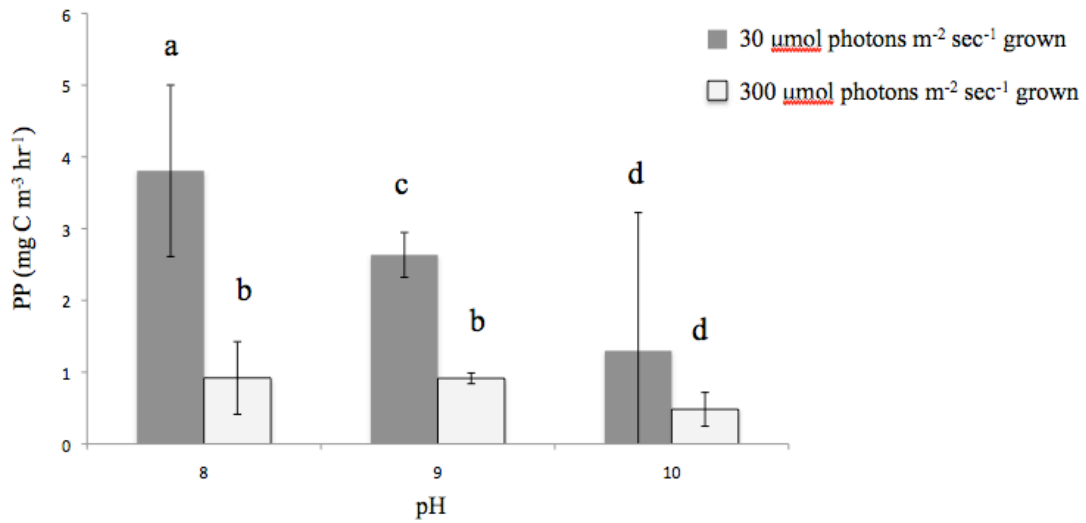 6
5
4
3
2
1
0
PP (mg C m⁻³ hr⁻¹)
a
b
c
b
d
d
8
9
10
pH
30 µmol photons m⁻² sec⁻¹ grown
300 µmol photons m⁻² sec⁻¹ grown